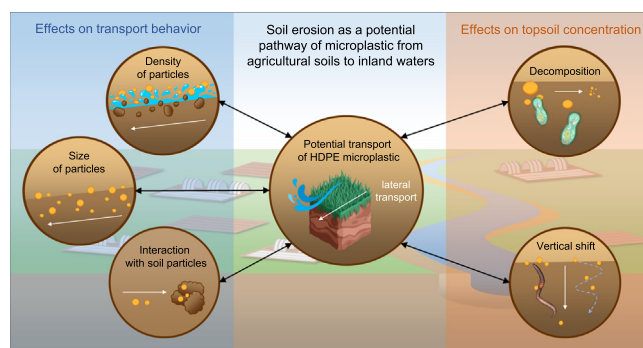 Effects on transport behavior
Soil erosion as a potential
pathway of microplastic from
agricultural soils to inland waters
Effects on topsoil concentration
Density
of particles
Size
of particles
Interaction
with soil particles
Potential transport
of HDPE microplastic
lateral
transport
Decomposition
Vertical shift